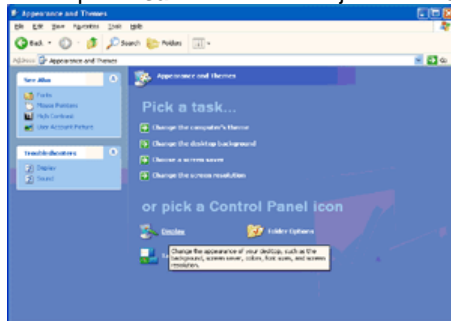 Appearance and Themes
File Edit View Favorites Tools Help
Back Search Folders
Address Appearance and Themes Go
See Also
Fonts
Mouse Pointers
High Contrast
User Account Picture
Troubleshooters
Display
Sound
Appearance and Themes
Pick a task...
Change the computer's theme
Change the desktop background
Choose a screen saver
Change the screen resolution
or pick a Control Panel icon
Display Folder Options
Change the appearance of your desktop, such as the
background, screen saver, colors, font sizes, and screen
resolution.